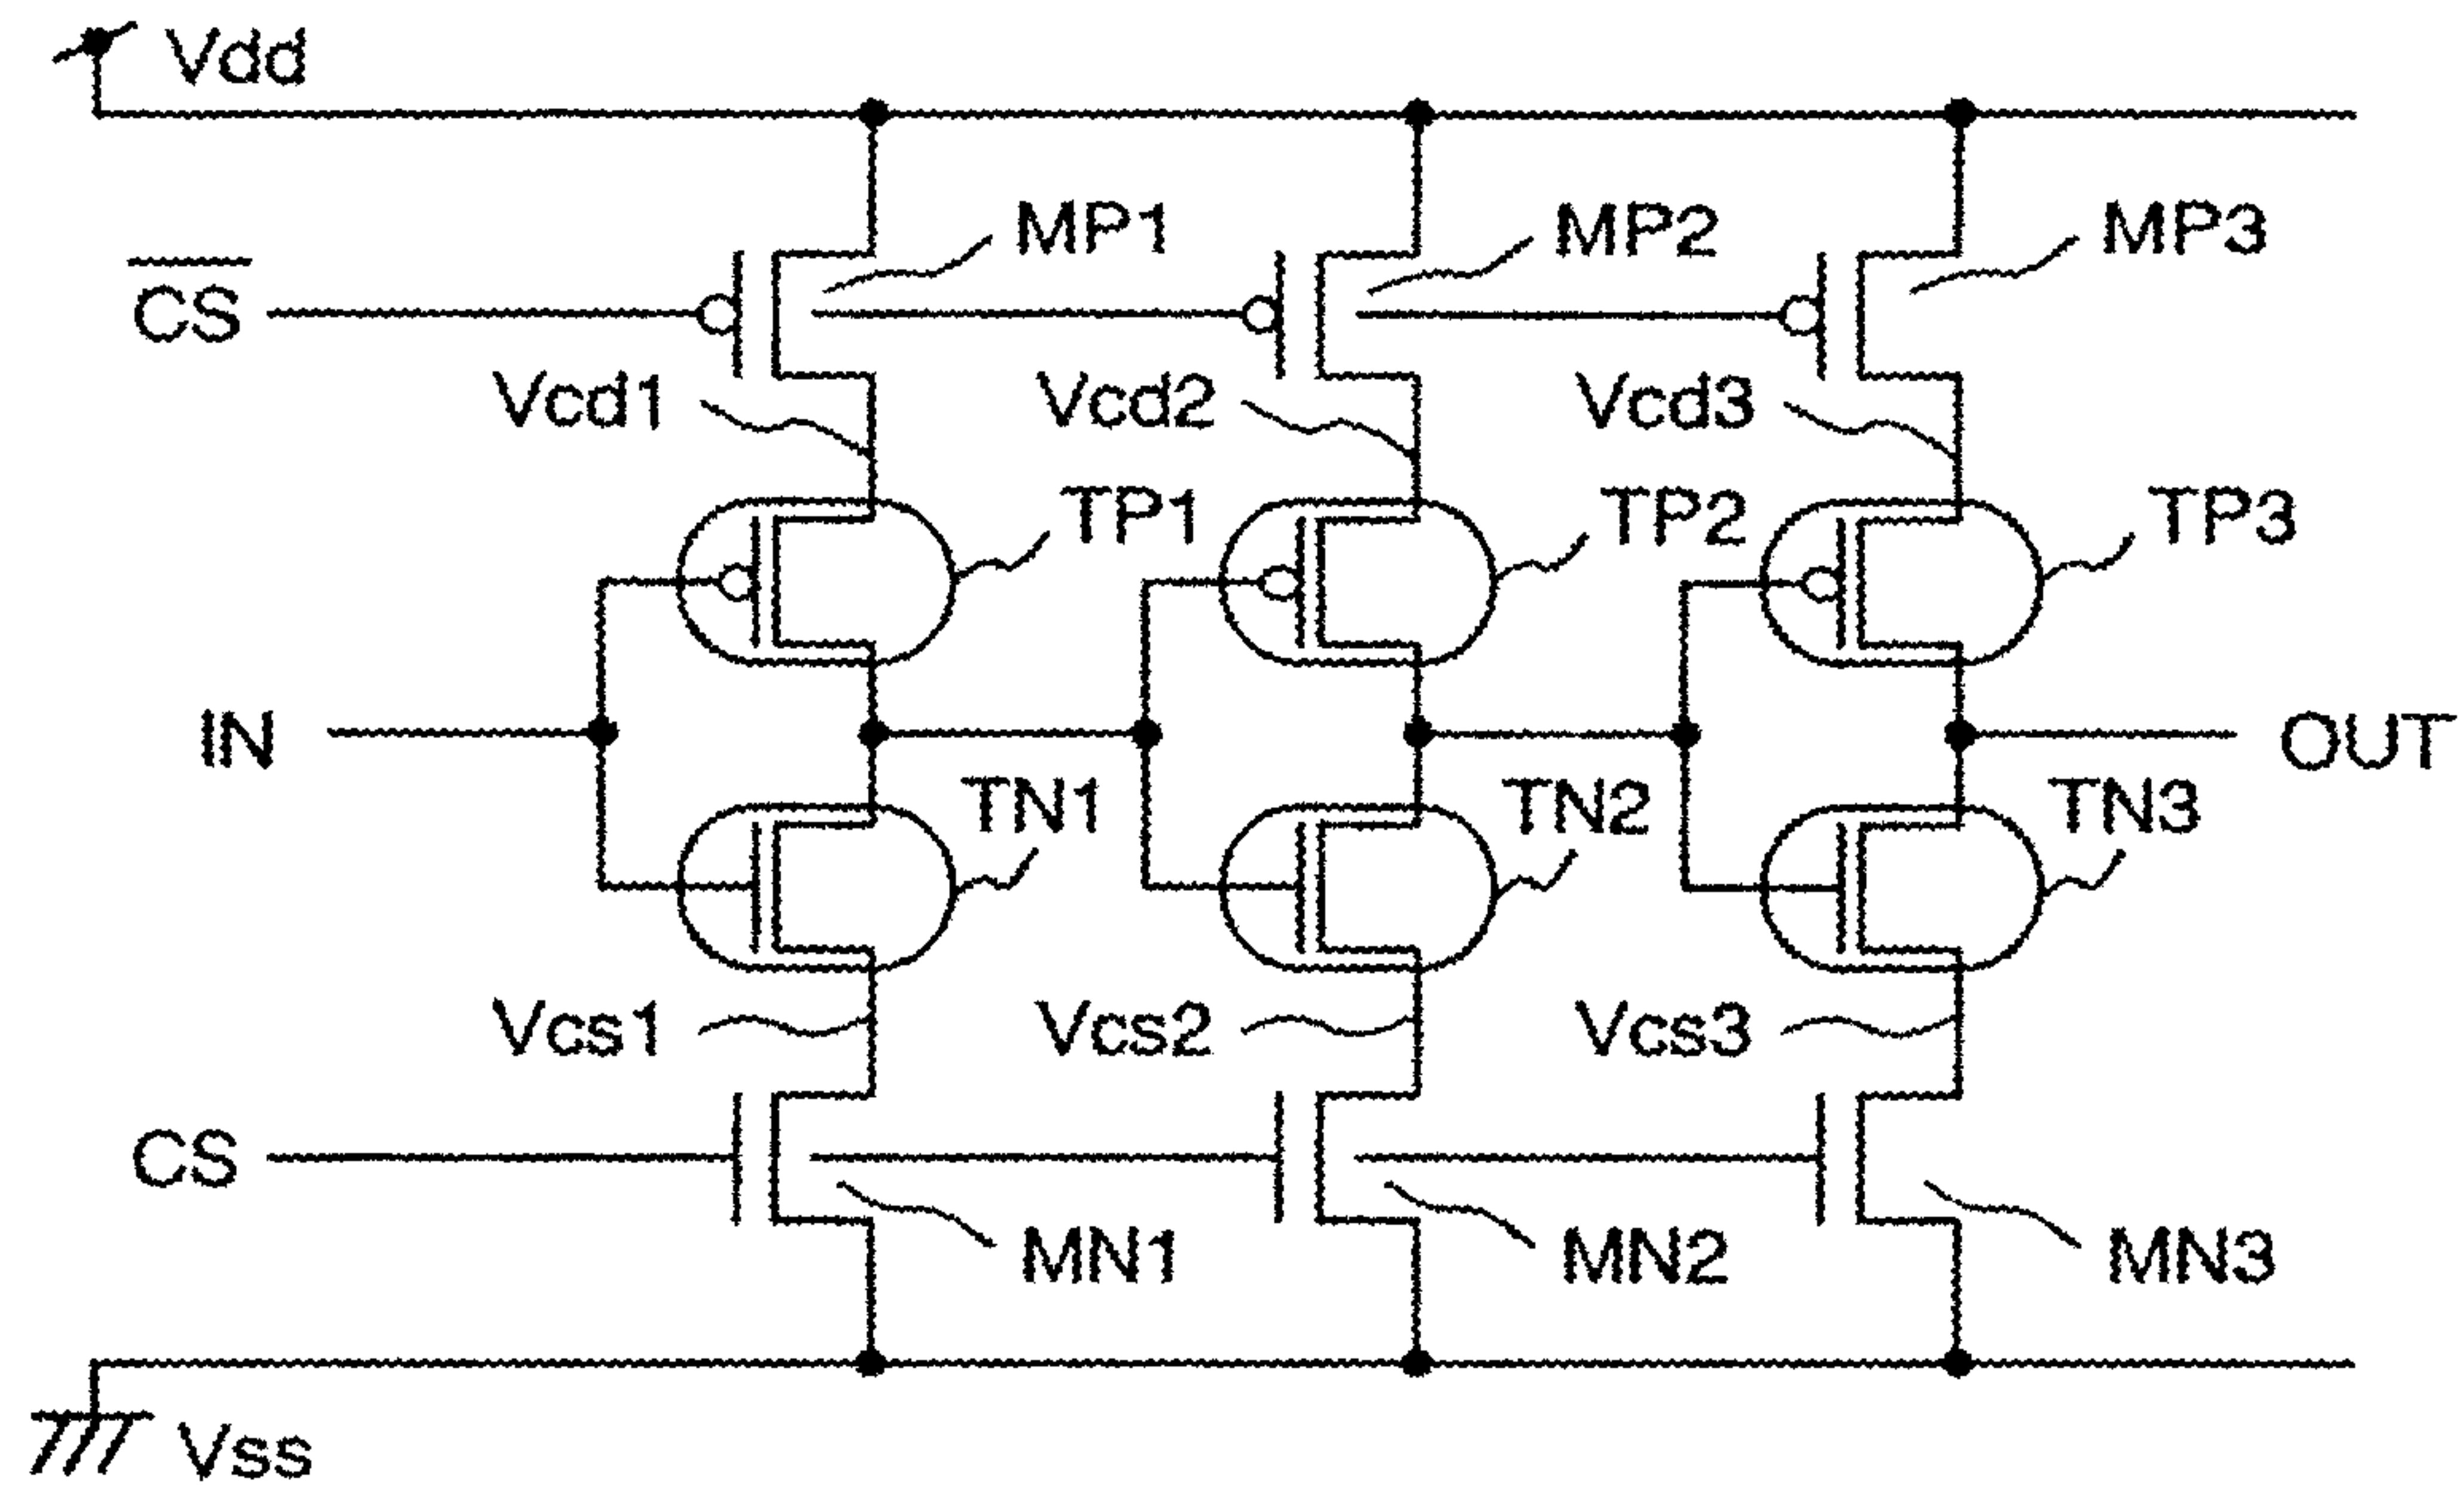 Vdd
MP1
MP2
MP3
C̅S̅
Vcd1
Vcd2
Vcd3
TP1
TP2
TP3
IN
OUT
TN1
TN2
TN3
Vcs1
Vcs2
Vcs3
CS
MN1
MN2
MN3
Vss